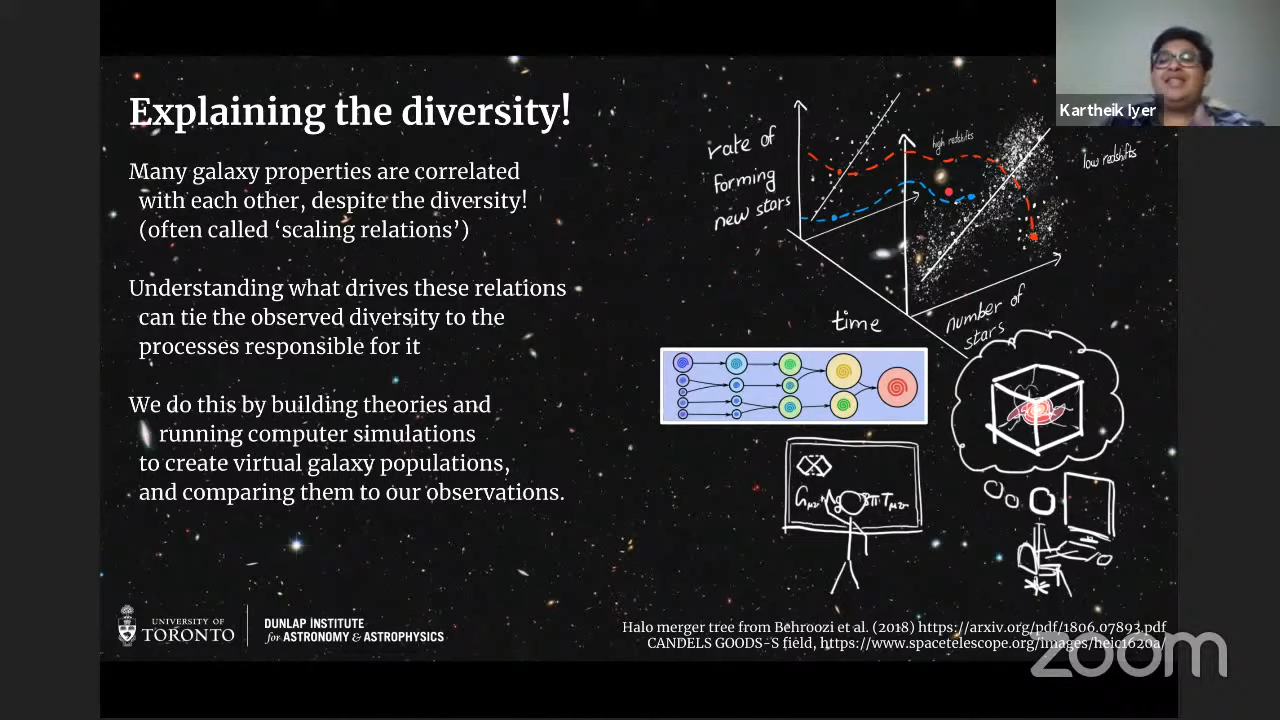 Explaining the diversity!
Many galaxy properties are correlated
with each other, despite the diversity!
(often called ‘scaling relations’)
Understanding what drives these relations
can tie the observed diversity to the
processes responsible for it
We do this by building theories and
running computer simulations
to create virtual galaxy populations,
and comparing them to our observations.
rate of
forming
new stars
high redshifts
low redshifts
time
number of
stars
Kartheik Iyer
UNIVERSITY OF
TORONTO
DUNLAP INSTITUTE
for ASTRONOMY & ASTROPHYSICS
Halo merger tree from Behroozi et al. (2018) https://arxiv.org/pdf/1806.07893.pdf
CANDELS GOODS-S field, https://www.spacetelescope.org/images/heic1620a/
zoom